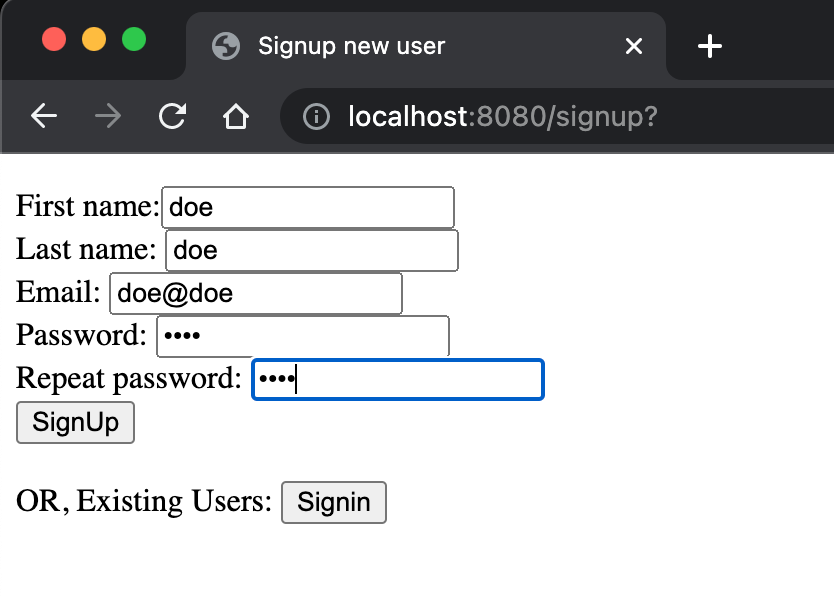 Signup new user
localhost:8080/signup?
First name: doe
Last name: doe
Email: doe@doe
Password: ••••
Repeat password: ••••
SignUp
OR, Existing Users: Signin